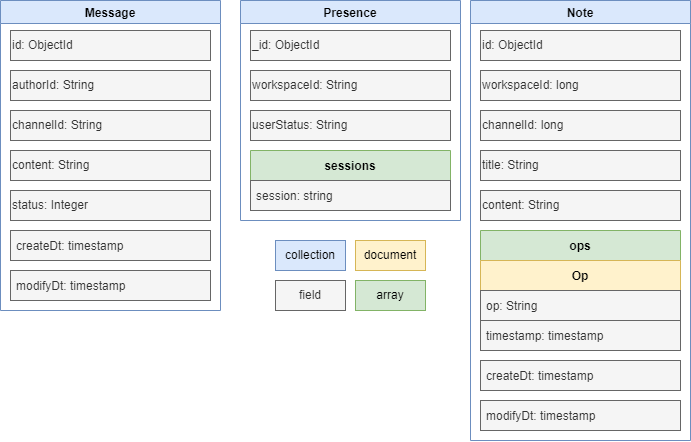 Message
id: ObjectId
authorId: String
channelId: String
content: String
status: Integer
createDt: timestamp
modifyDt: timestamp
Presence
_id: ObjectId
workspaceId: String
userStatus: String
sessions
session: string
collection
document
field
array
Note
id: ObjectId
workspaceId: long
channelId: long
title: String
content: String
ops
Op
op: String
timestamp: timestamp
createDt: timestamp
modifyDt: timestamp